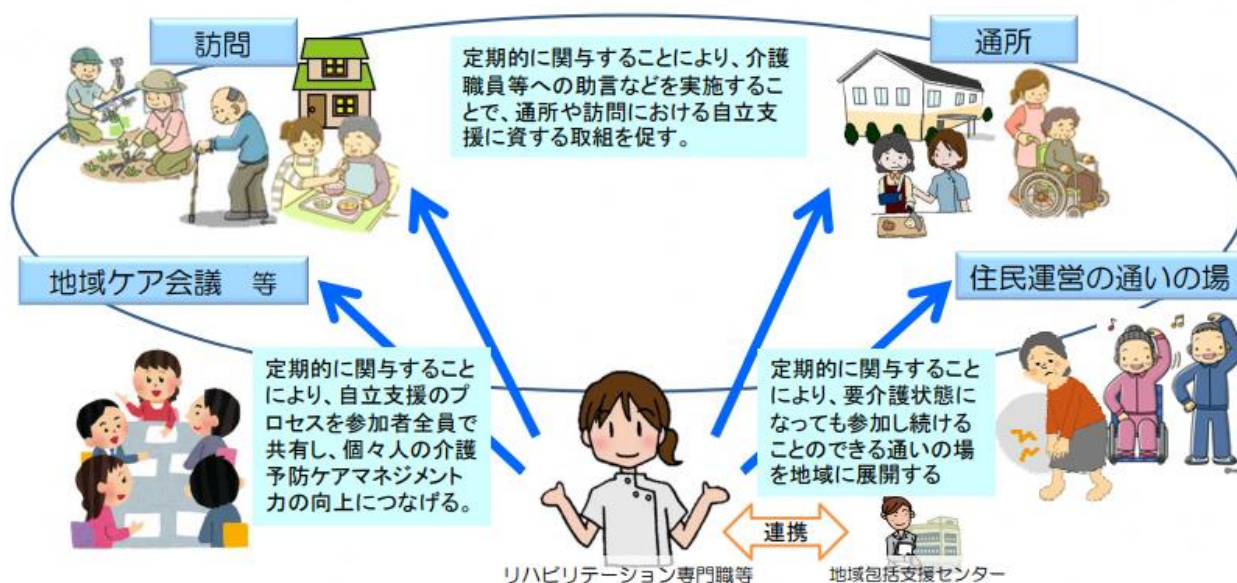 訪問
通所
定期的に関与することにより、介護
職員等への助言などを実施するこ
とで、通所や訪問における自立支
援に資する取組を促す。
地域ケア会議　等
住民運営の通いの場
定期的に関与すること
により、自立支援のプ
ロセスを参加者全員で
共有し、個々人の介護
予防ケアマネジメント
力の向上につなげる。
定期的に関与すること
により、要介護状態に
なっても参加し続ける
ことのできる通いの場
を地域に展開する
連携
リハビリテーション専門職等
地域包括支援センター